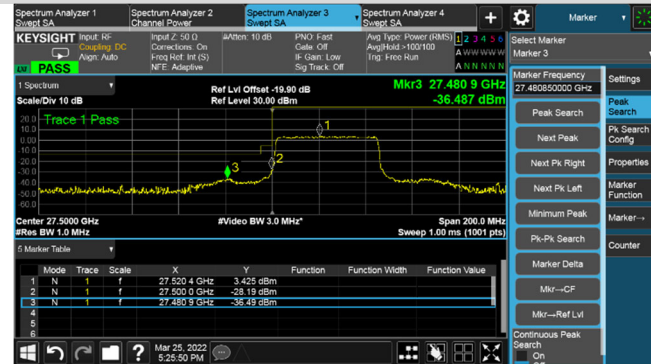 Spectrum Analyzer 1
Swept SA
Spectrum Analyzer 2
Channel Power
Spectrum Analyzer 3
Swept SA
Spectrum Analyzer 4
Swept SA
+
Marker
KEYSIGHT
Input: RF
Coupling: DC
Align: Auto
Input Z: 50 Ω
Corrections: On
Freq Ref: Int (S)
NFE: Adaptive
#Atten: 10 dB
PNO: Fast
Gate: Off
IF Gain: Low
Sig Track: Off
Avg Type: Power (RMS)
Avg|Hold:>100/100
Trig: Free Run
1 2 3 4 5 6
A W W W W W
A N N N N N
PASS
Select Marker
Marker 3
1 Spectrum
Scale/Div 10 dB
Ref Lvl Offset -19.90 dB
Ref Level 30.00 dBm
Mkr3 27.480 9 GHz
-36.487 dBm
Trace 1 Pass
20.0
10.0
0.00
-10.0
-20.0
-30.0
-40.0
-50.0
-60.0
1
2
3
Center 27.5000 GHz
#Res BW 1.0 MHz
#Video BW 3.0 MHz*
Span 200.0 MHz
Sweep 1.00 ms (1001 pts)
5 Marker Table
Mode Trace Scale X Y Function Function Width Function Value
1 N 1 f 27.520 4 GHz 3.425 dBm
2 N 1 f 27.500 0 GHz -28.19 dBm
3 N 1 f 27.480 9 GHz -36.49 dBm
4
5
6
Marker Frequency
27.480850000 GHz
Peak Search
Next Peak
Next Pk Right
Next Pk Left
Minimum Peak
Pk-Pk Search
Marker Delta
Mkr→CF
Mkr→Ref Lvl
Continuous Peak
Search
On
Settings
Peak
Search
Pk Search
Config
Properties
Marker
Function
Marker→
Counter
?
Mar 25, 2022
5:25:50 PM